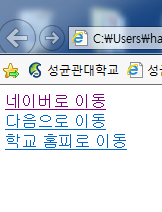 C:₩Users₩ha
성균관대학교 성
네이버로 이동
다음으로 이동
학교 홈피로 이동